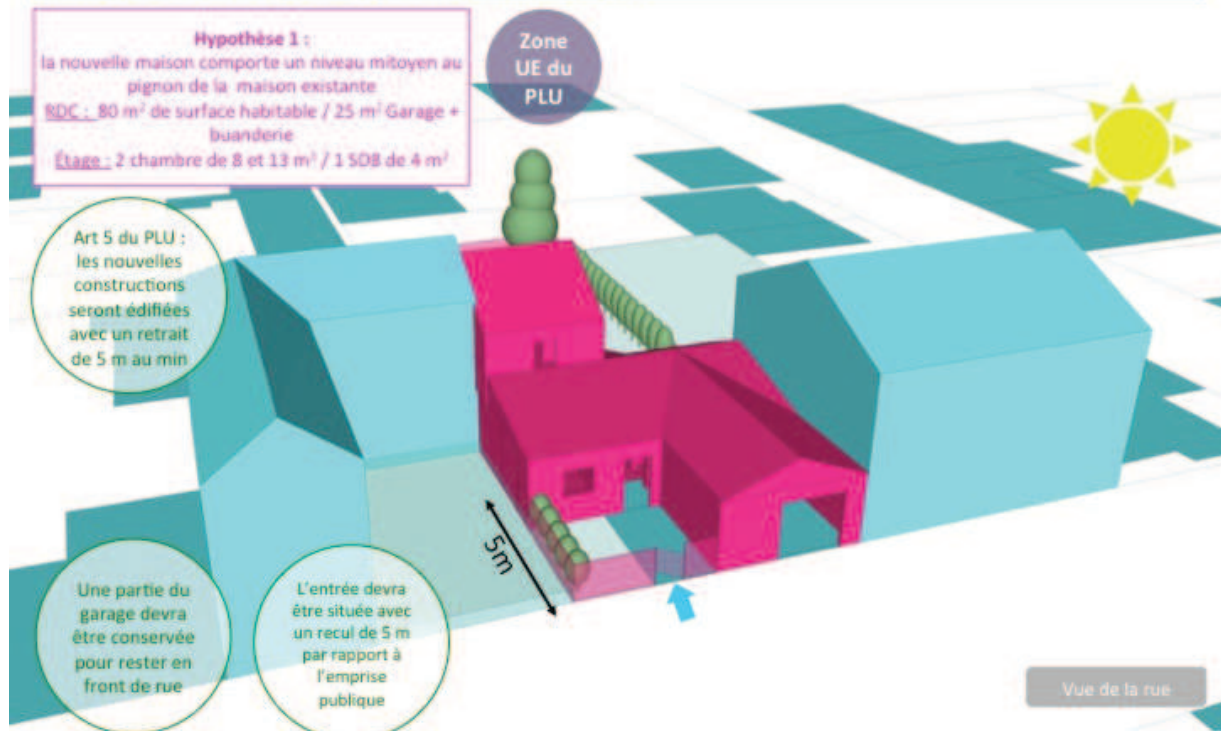 Hypothèse 1 :
la nouvelle maison comporte un niveau mitoyen au
pignon de la maison existante
RDC : 80 m² de surface habitable / 25 m² Garage +
buanderie
Étage : 2 chambre de 8 et 13 m² / 1 SDB de 4 m²
Zone
UE du
PLU
Art 5 du PLU :
les nouvelles
constructions
seront édifiées
avec un retrait
de 5 m au min
5m
Une partie du
garage devra
être conservée
pour rester en
front de rue
L'entrée devra
être située avec
un recul de 5 m
par rapport à
l'emprise
publique
Vue de la rue